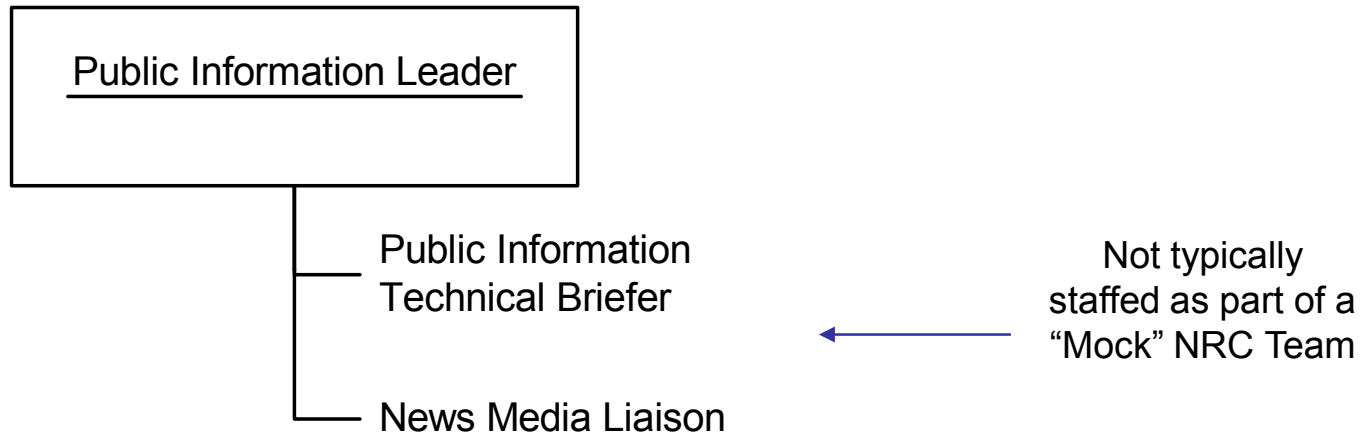 Public Information Leader
Public Information
Technical Briefer
News Media Liaison
Not typically
staffed as part of a
“Mock” NRC Team